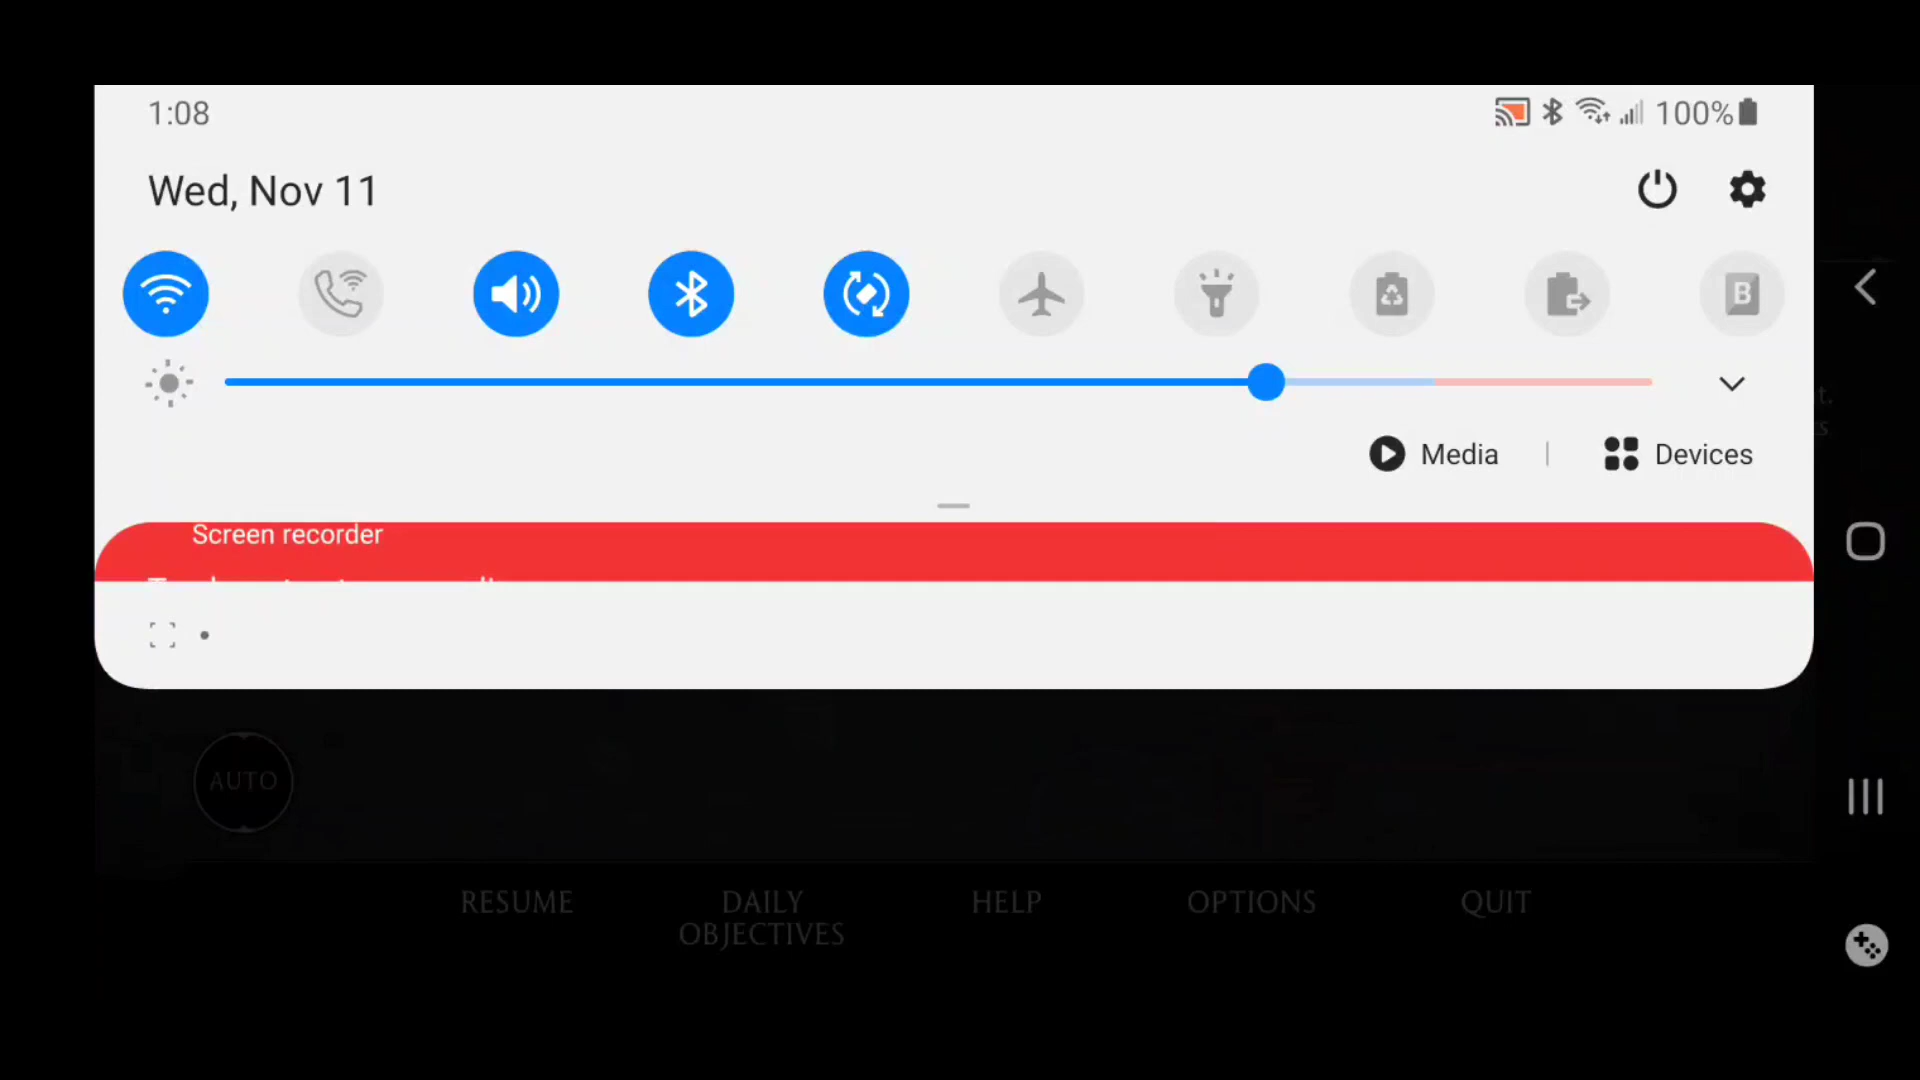 1:08
100%
Wed, Nov 11
B
Media
Devices
Screen recorder
AUTO
RESUME
DAILY
OBJECTIVES
HELP
OPTIONS
QUIT